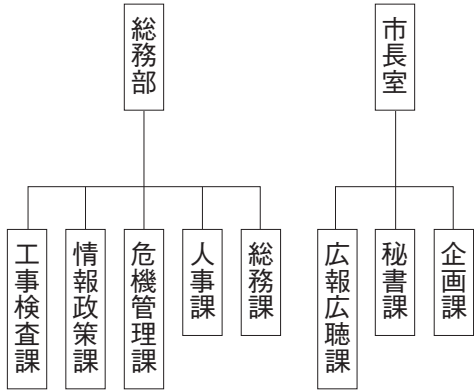 市長室
企画課
秘書課
広報広聴課
総務部
総務課
人事課
危機管理課
情報政策課
工事検査課